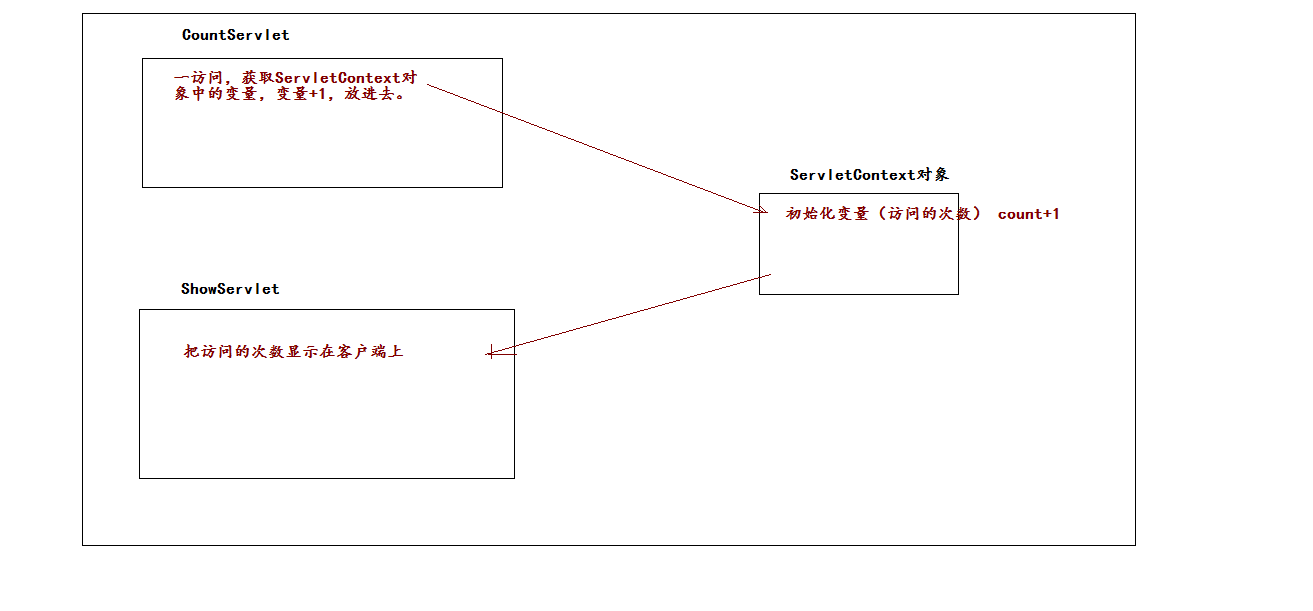 CountServlet
一访问，获取ServletContext对
象中的变量，变量+1，放进去。
ServletContext对象
初始化变量（访问的次数） count+1
ShowServlet
把访问的次数显示在客户端上